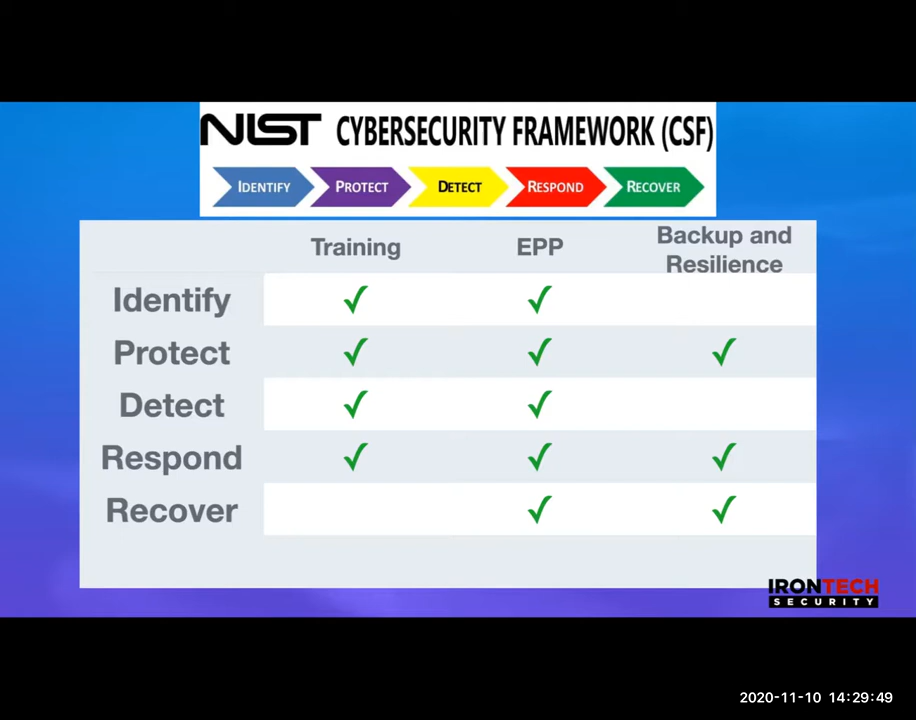 NIST CYBERSECURITY FRAMEWORK (CSF)
IDENTIFY PROTECT DETECT RESPOND RECOVER
Training EPP Backup and Resilience
Identify ✓ ✓
Protect ✓ ✓ ✓
Detect ✓ ✓
Respond ✓ ✓ ✓
Recover ✓ ✓
IRONTECH
SECURITY
2020-11-10 14:29:49